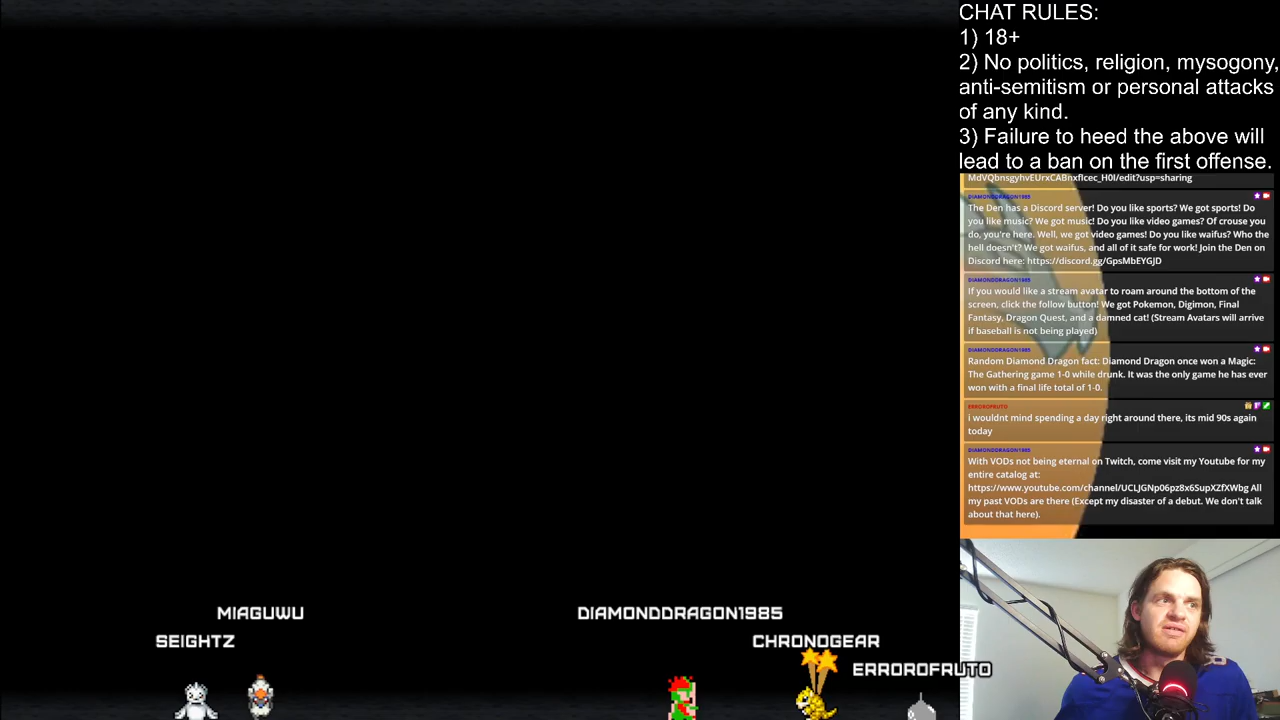 CHAT RULES:
1) 18+
2) No politics, religion, mysogony,
anti-semitism or personal attacks
of any kind.
3) Failure to heed the above will
lead to a ban on the first offense.
MdVQbnsgyhvEUrxCABnxflcec_H0I/edit?usp=sharing
DIAMONDDRAGON1985
The Den has a Discord server! Do you like sports? We got sports! Do
you like music? We got music! Do you like video games? Of crouse you
do, you're here. Well, we got video games! Do you like waifus? Who the
hell doesn't? We got waifus, and all of it safe for work! Join the Den on
Discord here: https://discord.gg/GpsMbEYGJD
DIAMONDDRAGON1985
If you would like a stream avatar to roam around the bottom of the
screen, click the follow button! We got Pokemon, Digimon, Final
Fantasy, Dragon Quest, and a damned cat! (Stream Avatars will arrive
if baseball is not being played)
DIAMONDDRAGON1985
Random Diamond Dragon fact: Diamond Dragon once won a Magic:
The Gathering game 1-0 while drunk. It was the only game he has ever
won with a final life total of 1-0.
ERROROFRUTO
i wouldnt mind spending a day right around there, its mid 90s again
today
DIAMONDDRAGON1985
With VODs not being eternal on Twitch, come visit my Youtube for my
entire catalog at:
https://www.youtube.com/channel/UCLJGNp06pz8x6SupXZfXWbg All
my past VODs are there (Except my disaster of a debut. We don't talk
about that here).
MIAGUWU
DIAMONDDRAGON1985
SEIGHTZ
CHRONOGEAR
ERROROFRUTO